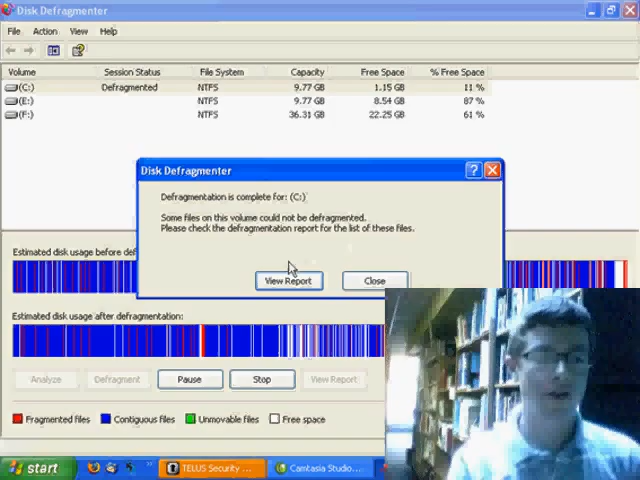 Disk Defragmenter
File Action View Help
Volume Session Status File System Capacity Free Space % Free Space
(C:) Defragmented NTFS 9.77 GB 1.15 GB 11 %
(E:) NTFS 9.77 GB 8.54 GB 87 %
(F:) NTFS 36.31 GB 22.25 GB 61 %
Disk Defragmenter
Defragmentation is complete for: (C:)
Some files on this volume could not be defragmented.
Please check the defragmentation report for the list of these files.
View Report Close
Estimated disk usage before def
Estimated disk usage after defragmentation:
Analyze Defragment Pause Stop View Report
Fragmented files Contiguous files Unmovable files Free space
start TELUS Security ... Camtasia Studio...